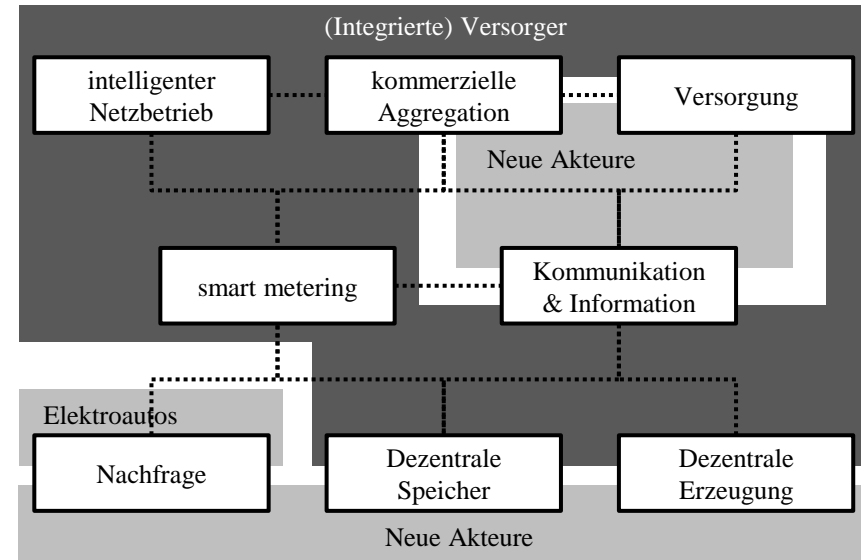 (Integrierte) Versorger
intelligenter
Netzbetrieb
kommerzielle
Aggregation
Versorgung
Neue Akteure
smart metering
Kommunikation
& Information
Elektroautos
Nachfrage
Dezentrale
Speicher
Dezentrale
Erzeugung
Neue Akteure